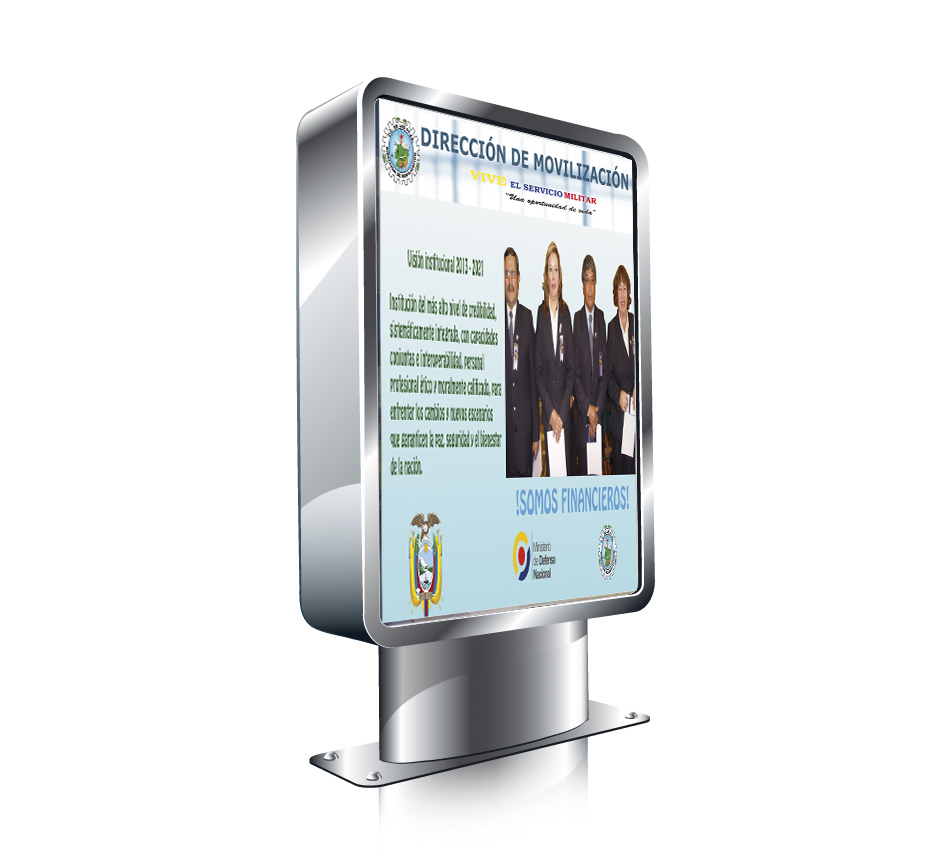 DIRECCIÓN DE MOVILIZACIÓN
VIVE EL SERVICIO MILITAR
"Una oportunidad de vida"
Visión institucional 2013 - 2021
Institución del más alto nivel de credibilidad,
sistemáticamente integrada, con capacidades
conjuntas e interoperabilidad, personal
profesional ético y moralmente calificado, para
enfrentar los cambios y nuevos escenarios
que garanticen la paz, seguridad y el bienestar
de la nación.
!SOMOS FINANCIEROS!
Ministerio
de Defensa
Nacional